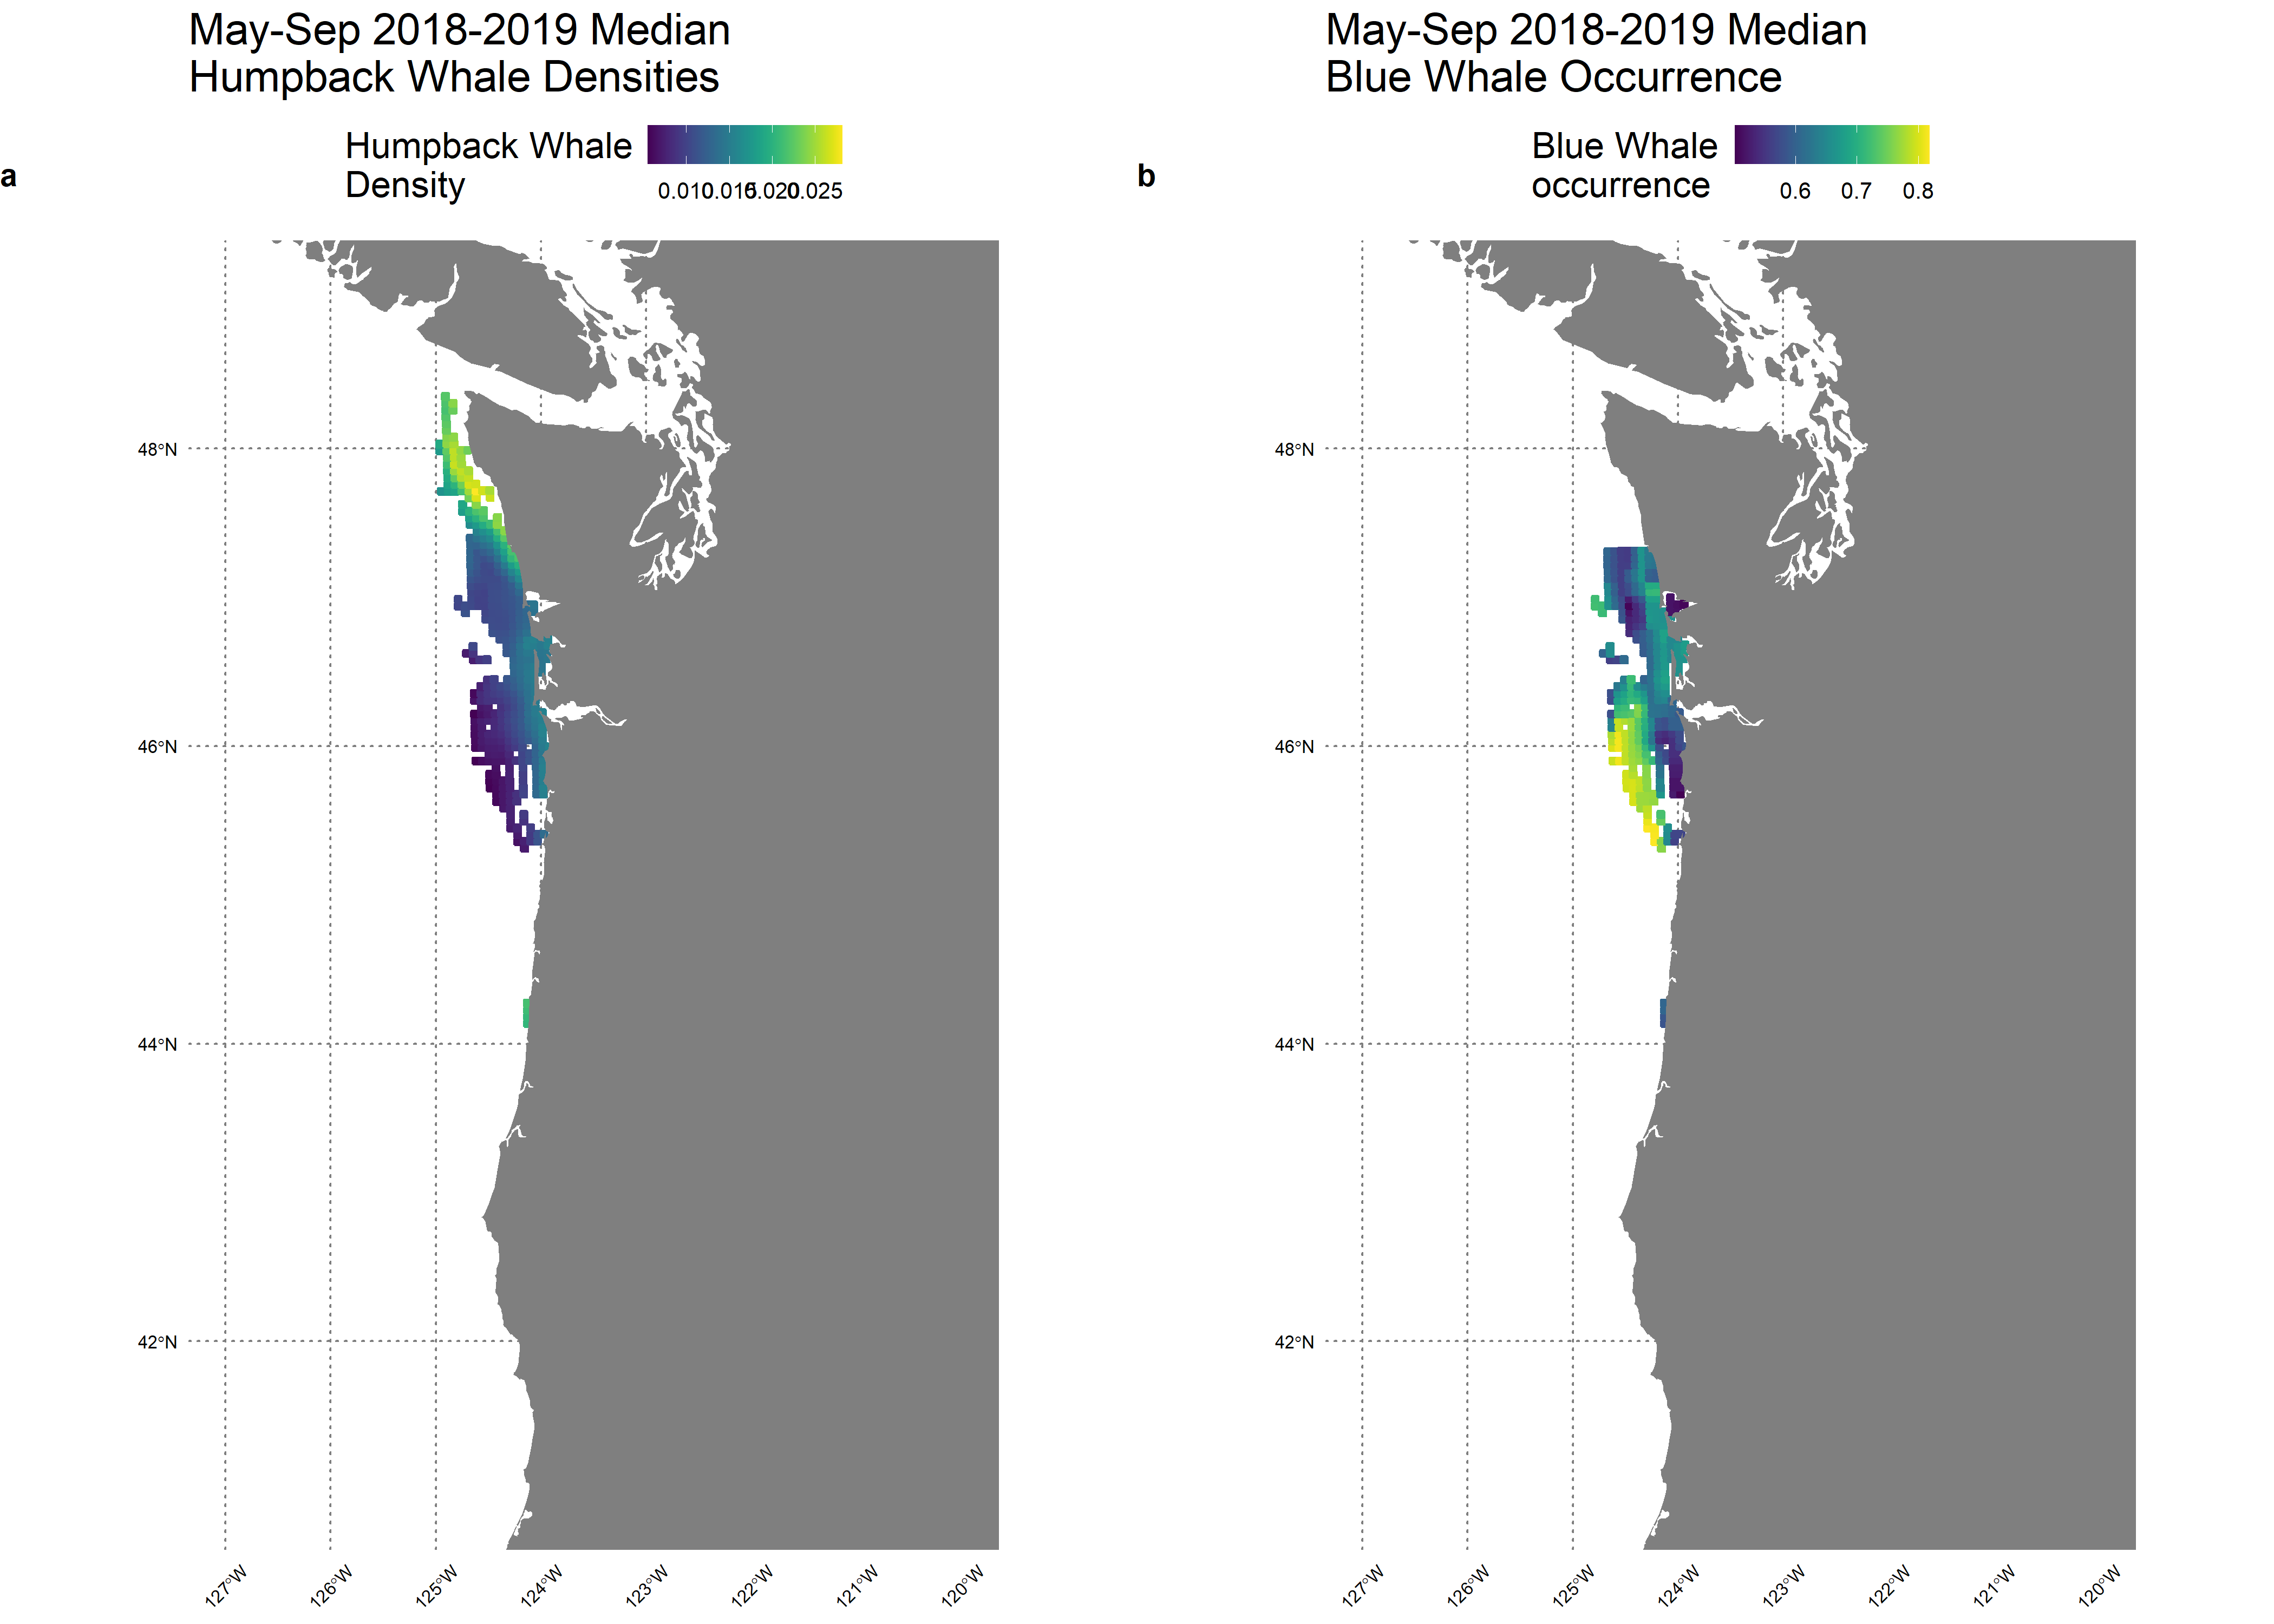 May-Sep 2018-2019 Median
Humpback Whale Densities
Humpback Whale
Density
0.010 0.015 0.020 0.025
a
48°N
46°N
44°N
42°N
127°W 126°W 125°W 124°W 123°W 122°W 121°W 120°W
May-Sep 2018-2019 Median
Blue Whale Occurrence
Blue Whale
occurrence
0.6 0.7 0.8
b
48°N
46°N
44°N
42°N
127°W 126°W 125°W 124°W 123°W 122°W 121°W 120°W